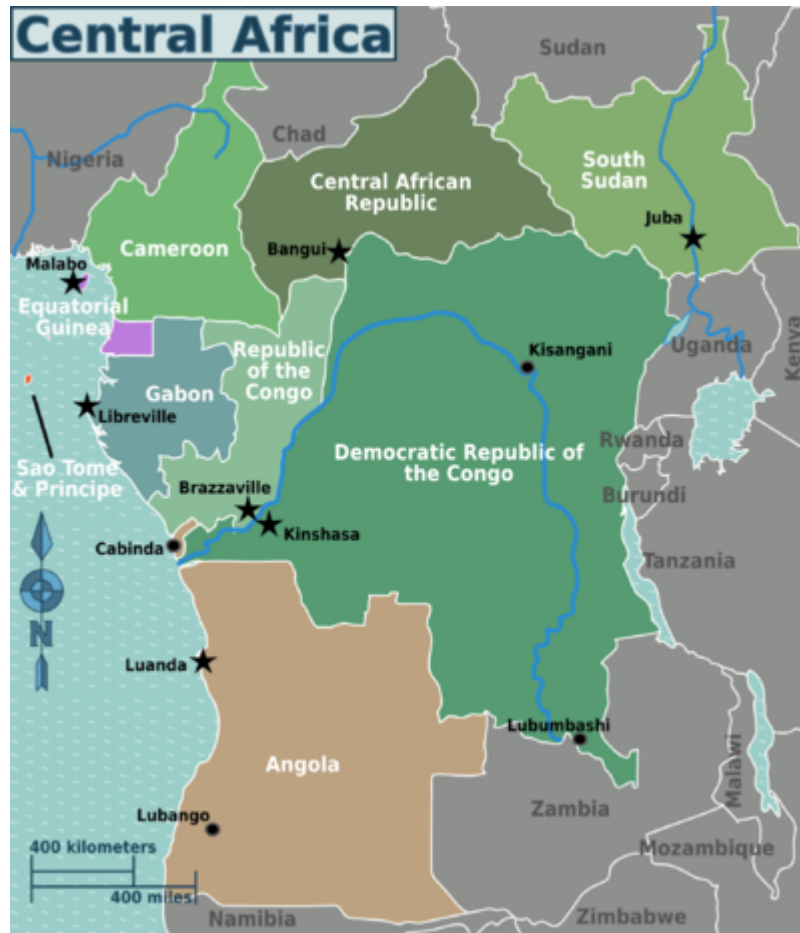 Central Africa
Sudan
Chad
Nigeria
South
Sudan
Central African
Republic
Juba
Cameroon
Bangui
Malabo
Equatorial
Guinea
Uganda
Kenya
Republic
of the
Congo
Kisangani
Gabon
Libreville
Rwanda
Democratic Republic of
the Congo
Sao Tome
& Principe
Brazzaville
Burundi
Kinshasa
Cabinda
Tanzania
N
Luanda
Lubumbashi
Angola
Malawi
Zambia
Lubango
400 kilometers
Mozambique
400 miles
Namibia
Zimbabwe